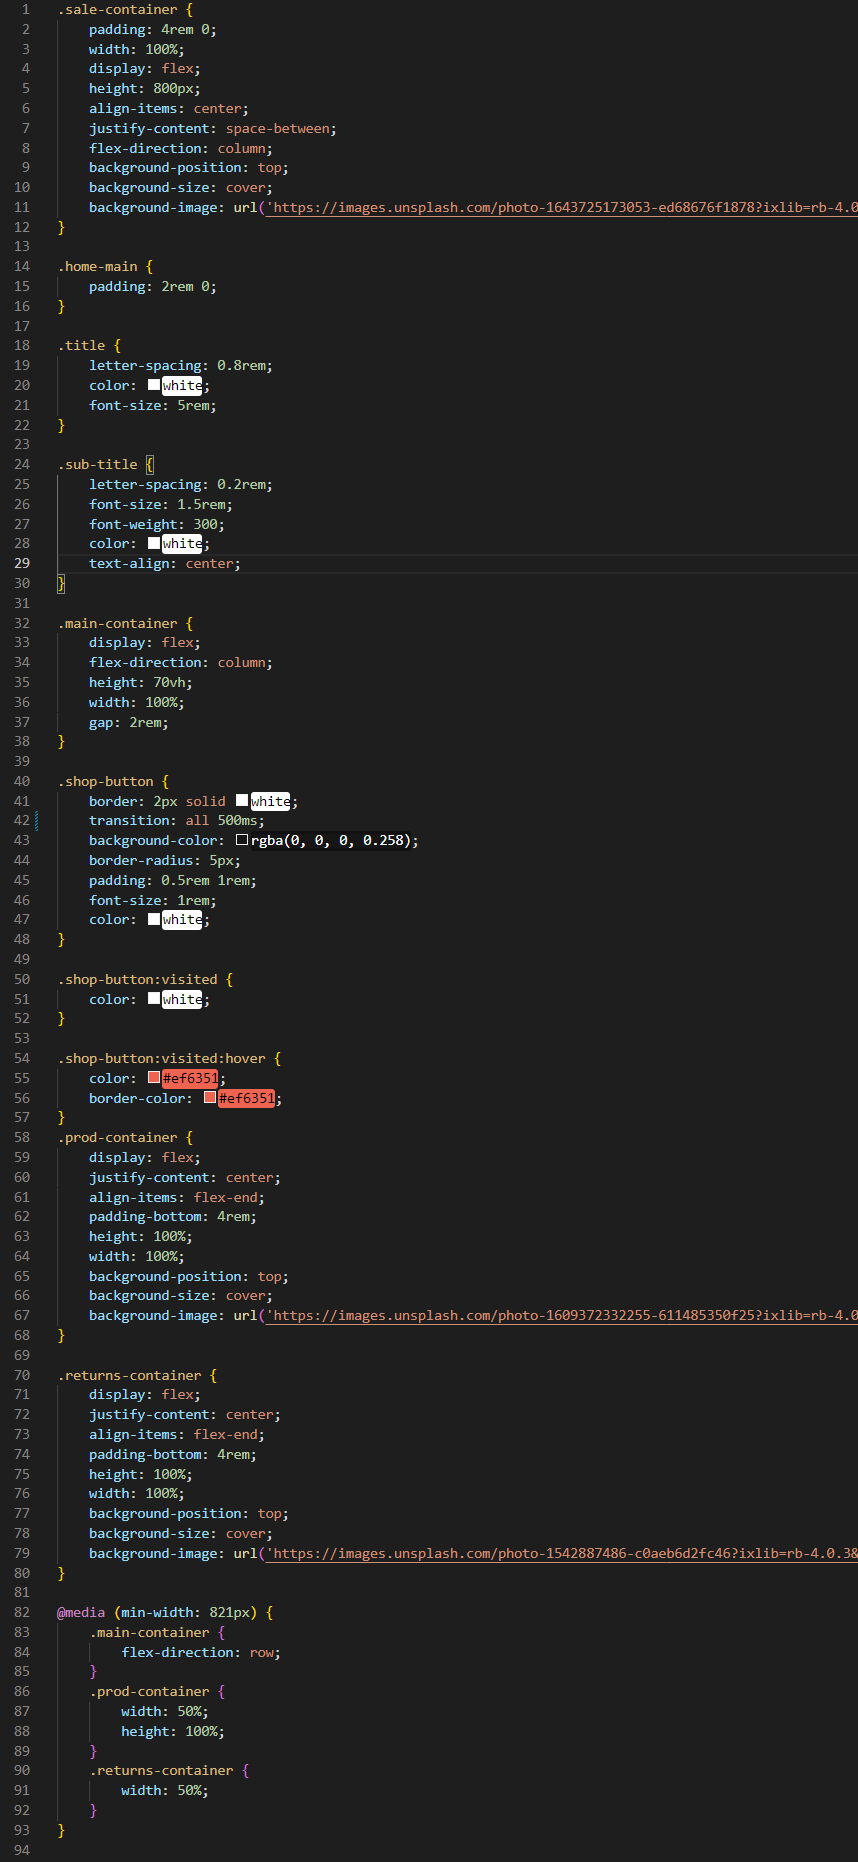 1 .sale-container {
2 padding: 4rem 0;
3 width: 100%;
4 display: flex;
5 height: 800px;
6 align-items: center;
7 justify-content: space-between;
8 flex-direction: column;
9 background-position: top;
10 background-size: cover;
11 background-image: url('https://images.unsplash.com/photo-1643725173053-ed68676f1878?ixlib=rb-4.0
12 }
13
14 .home-main {
15 padding: 2rem 0;
16 }
17
18 .title {
19 letter-spacing: 0.8rem;
20 color: white;
21 font-size: 5rem;
22 }
23
24 .sub-title {
25 letter-spacing: 0.2rem;
26 font-size: 1.5rem;
27 font-weight: 300;
28 color: white;
29 text-align: center;
30 }
31
32 .main-container {
33 display: flex;
34 flex-direction: column;
35 height: 70vh;
36 width: 100%;
37 gap: 2rem;
38 }
39
40 .shop-button {
41 border: 2px solid white;
42 transition: all 500ms;
43 background-color: rgba(0, 0, 0, 0.258);
44 border-radius: 5px;
45 padding: 0.5rem 1rem;
46 font-size: 1rem;
47 color: white;
48 }
49
50 .shop-button:visited {
51 color: white;
52 }
53
54 .shop-button:visited:hover {
55 color: #ef6351;
56 border-color: #ef6351;
57 }
58 .prod-container {
59 display: flex;
60 justify-content: center;
61 align-items: flex-end;
62 padding-bottom: 4rem;
63 height: 100%;
64 width: 100%;
65 background-position: top;
66 background-size: cover;
67 background-image: url('https://images.unsplash.com/photo-1609372332255-611485350f25?ixlib=rb-4.0
68 }
69
70 .returns-container {
71 display: flex;
72 justify-content: center;
73 align-items: flex-end;
74 padding-bottom: 4rem;
75 height: 100%;
76 width: 100%;
77 background-position: top;
78 background-size: cover;
79 background-image: url('https://images.unsplash.com/photo-1542887486-c0aeb6d2fc46?ixlib=rb-4.0.3&
80 }
81
82 @media (min-width: 821px) {
83 .main-container {
84 flex-direction: row;
85 }
86 .prod-container {
87 width: 50%;
88 height: 100%;
89 }
90 .returns-container {
91 width: 50%;
92 }
93 }
94